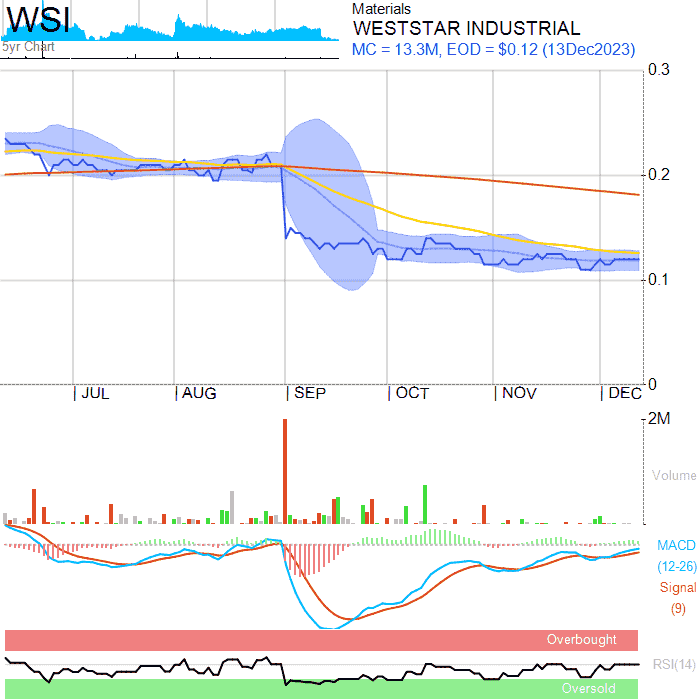 WSI
5yr Chart
Materials
WESTSTAR INDUSTRIAL
MC = 13.3M, EOD = $0.12 (13Dec2023)
0.3
0.2
0.1
0
| JUL | AUG | SEP | OCT | NOV | DEC
2M
Volume
MACD
(12-26)
Signal
(9)
Overbought
RSI(14)
Oversold